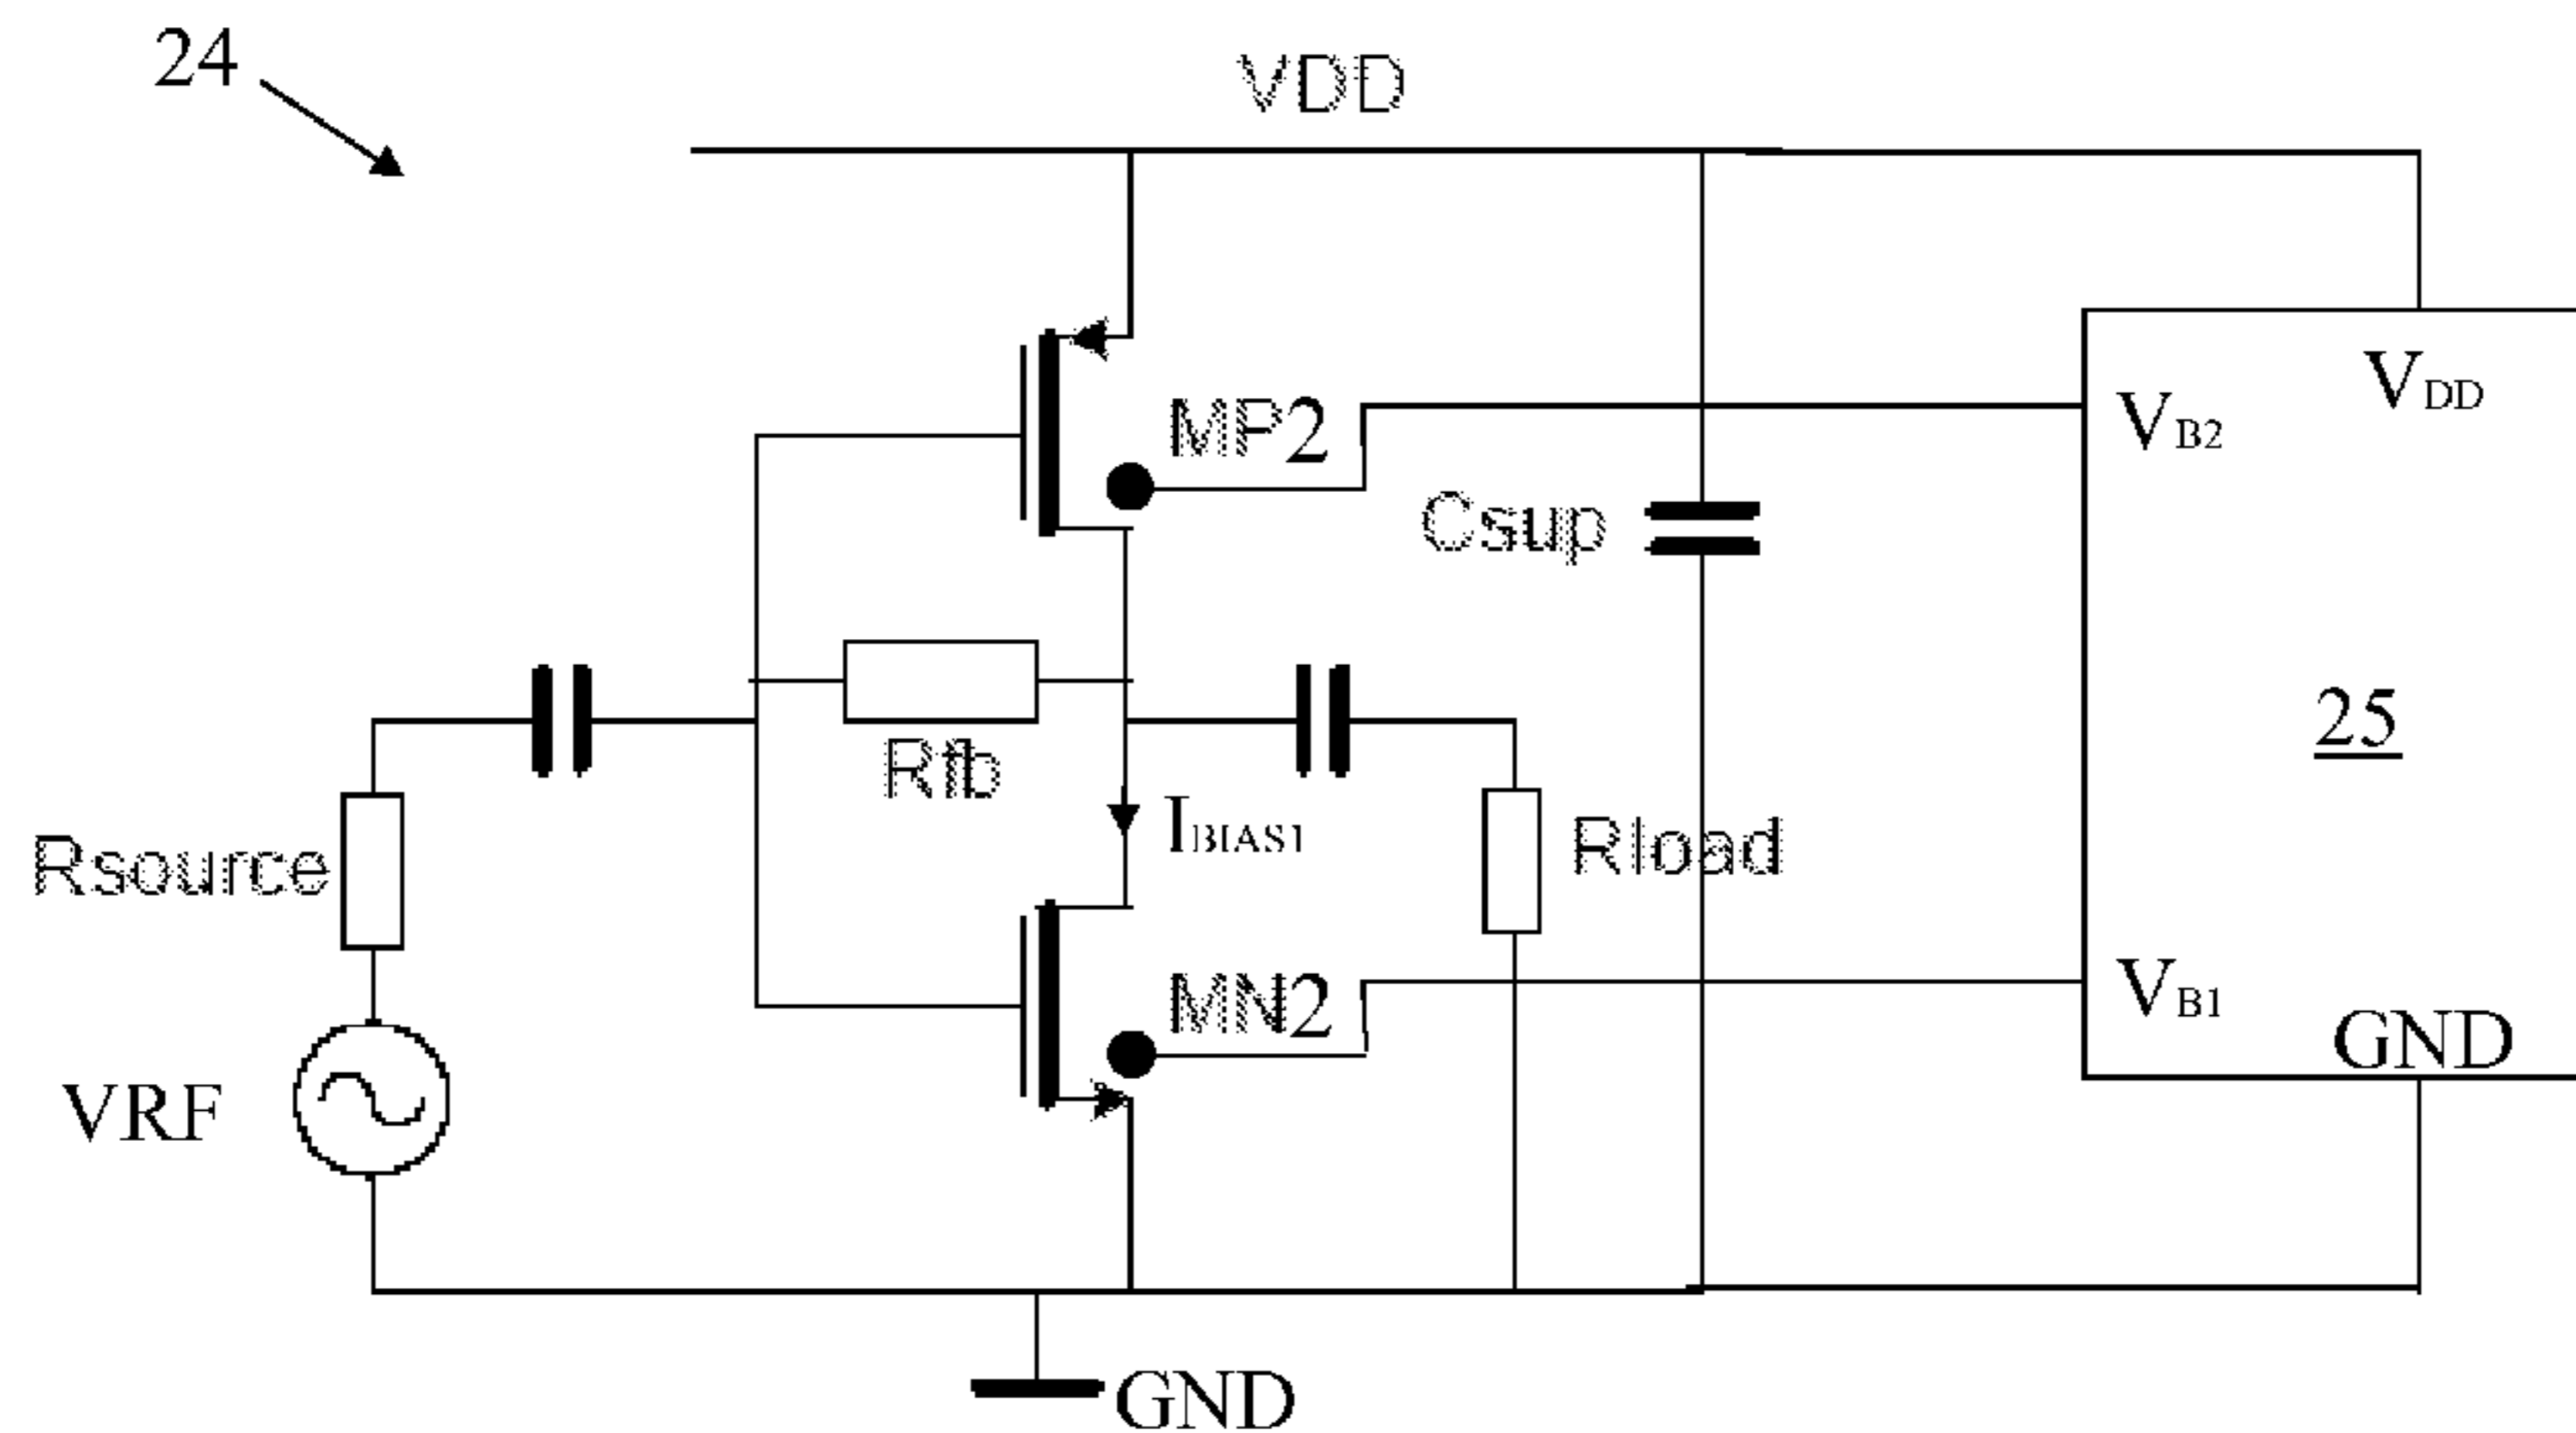 24
VDD
MP2
VDD
VB2
Csup
25
Rfb
IBIAS1
Rload
Rsource
MN2
VB1
GND
VRF
GND